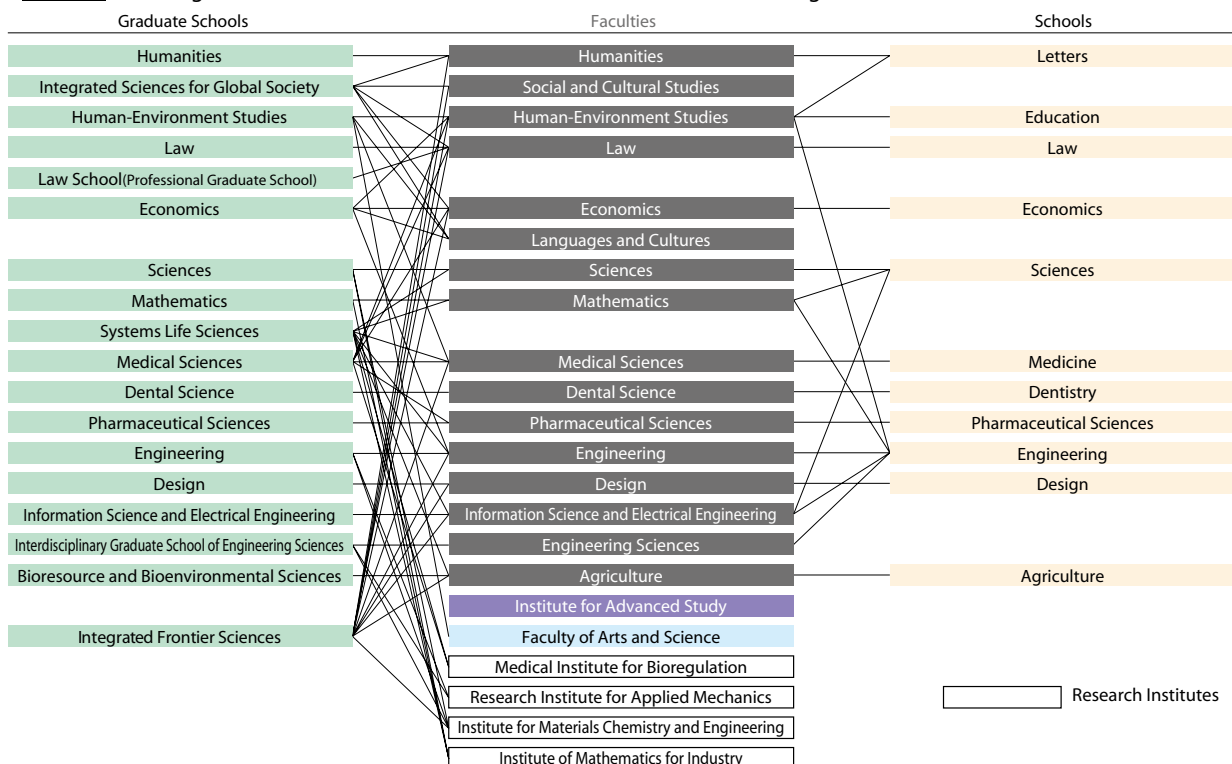 Graduate Schools
Faculties
Schools
Humanities
Humanities
Letters
Integrated Sciences for Global Society
Social and Cultural Studies
Human-Environment Studies
Human-Environment Studies
Education
Law
Law
Law
Law School(Professional Graduate School)
Economics
Economics
Economics
Languages and Cultures
Sciences
Sciences
Sciences
Mathematics
Mathematics
Systems Life Sciences
Medical Sciences
Medical Sciences
Medicine
Dental Science
Dental Science
Dentistry
Pharmaceutical Sciences
Pharmaceutical Sciences
Pharmaceutical Sciences
Engineering
Engineering
Engineering
Design
Design
Design
Information Science and Electrical Engineering
Information Science and Electrical Engineering
Interdisciplinary Graduate School of Engineering Sciences
Engineering Sciences
Bioresource and Bioenvironmental Sciences
Agriculture
Agriculture
Institute for Advanced Study
Integrated Frontier Sciences
Faculty of Arts and Science
Medical Institute for Bioregulation
Research Institute for Applied Mechanics
Research Institutes
Institute for Materials Chemistry and Engineering
Institute of Mathematics for Industry